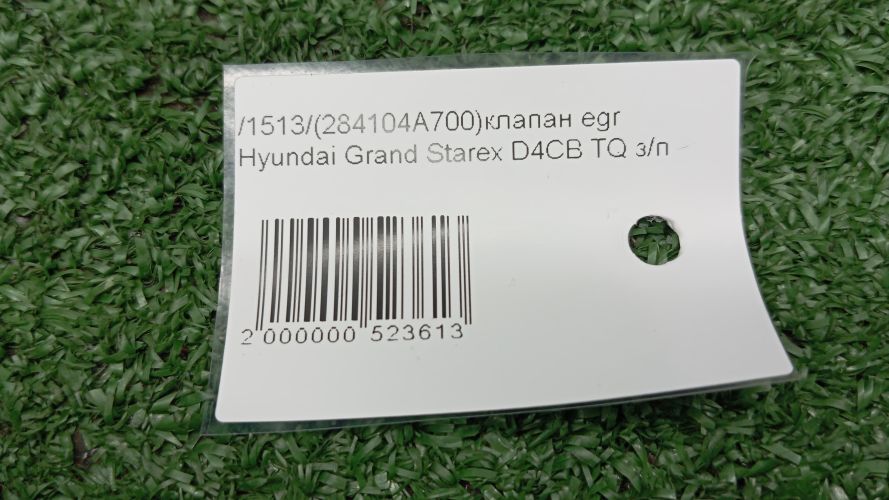 /1513/(284104A700)клапан egr
Hyundai Grand Starex D4CB TQ з/п
2 000000 523613